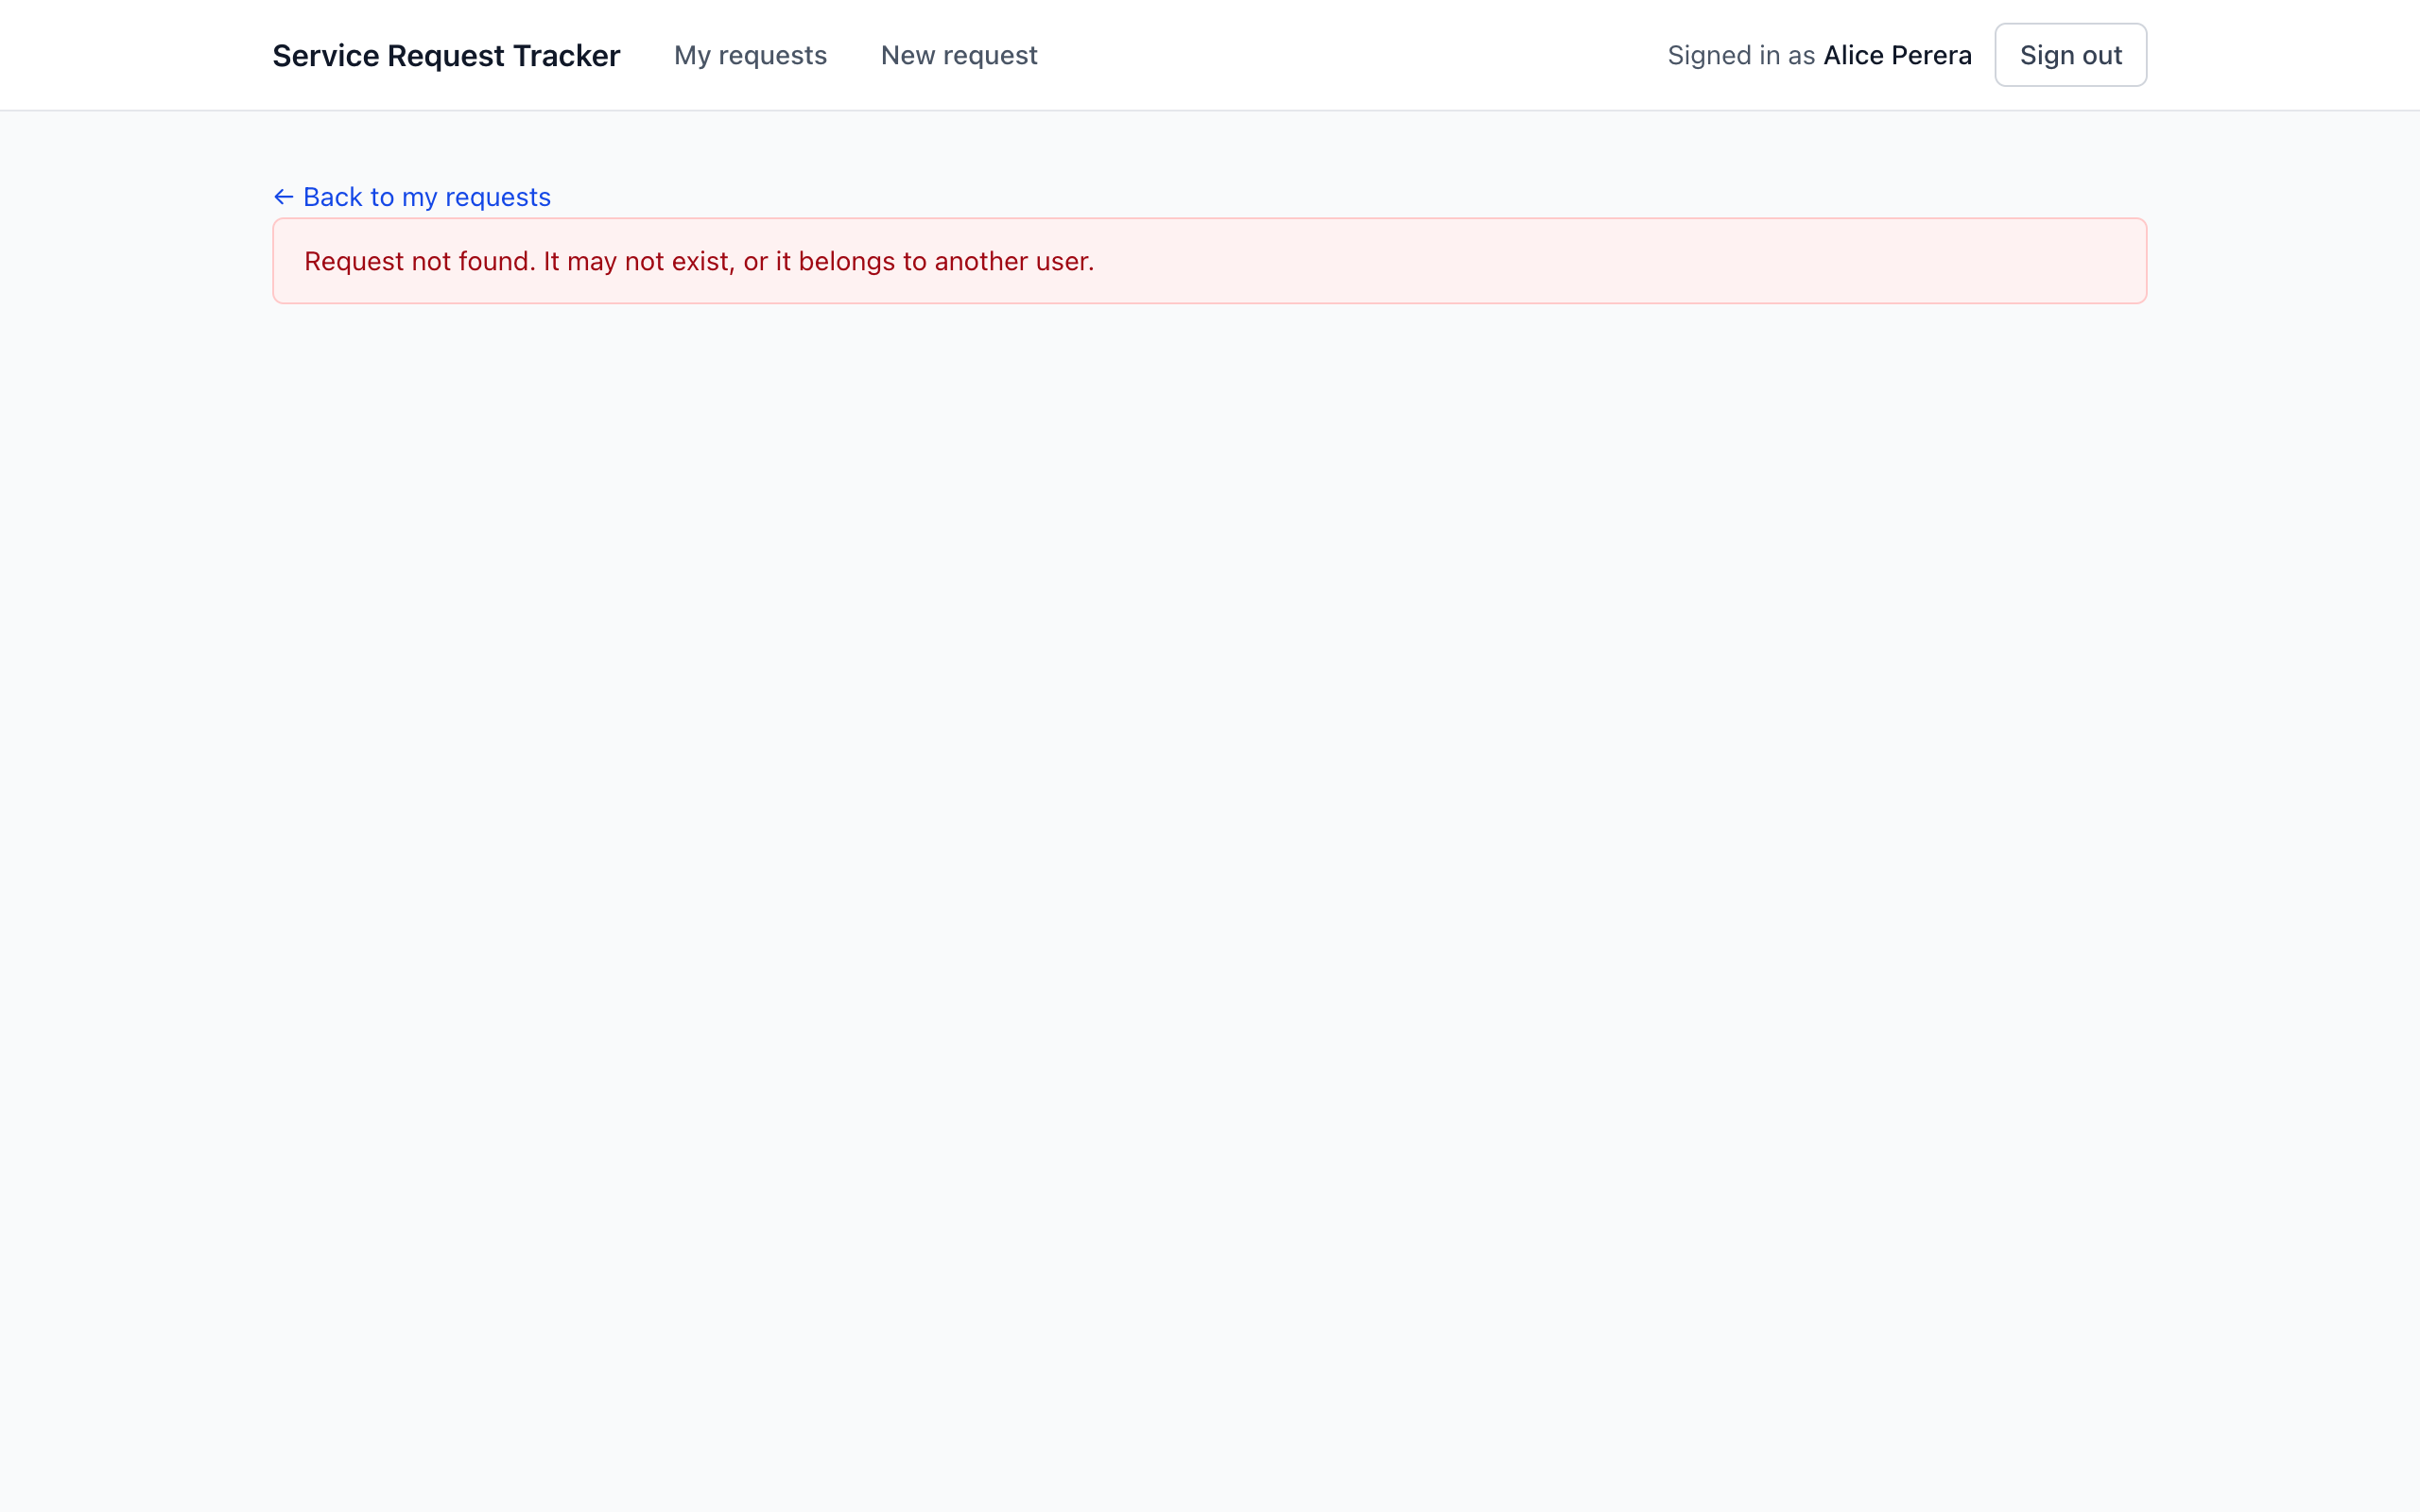 Service Request Tracker My requests New request Signed in as Alice Perera Sign out
← Back to my requests
Request not found. It may not exist, or it belongs to another user.